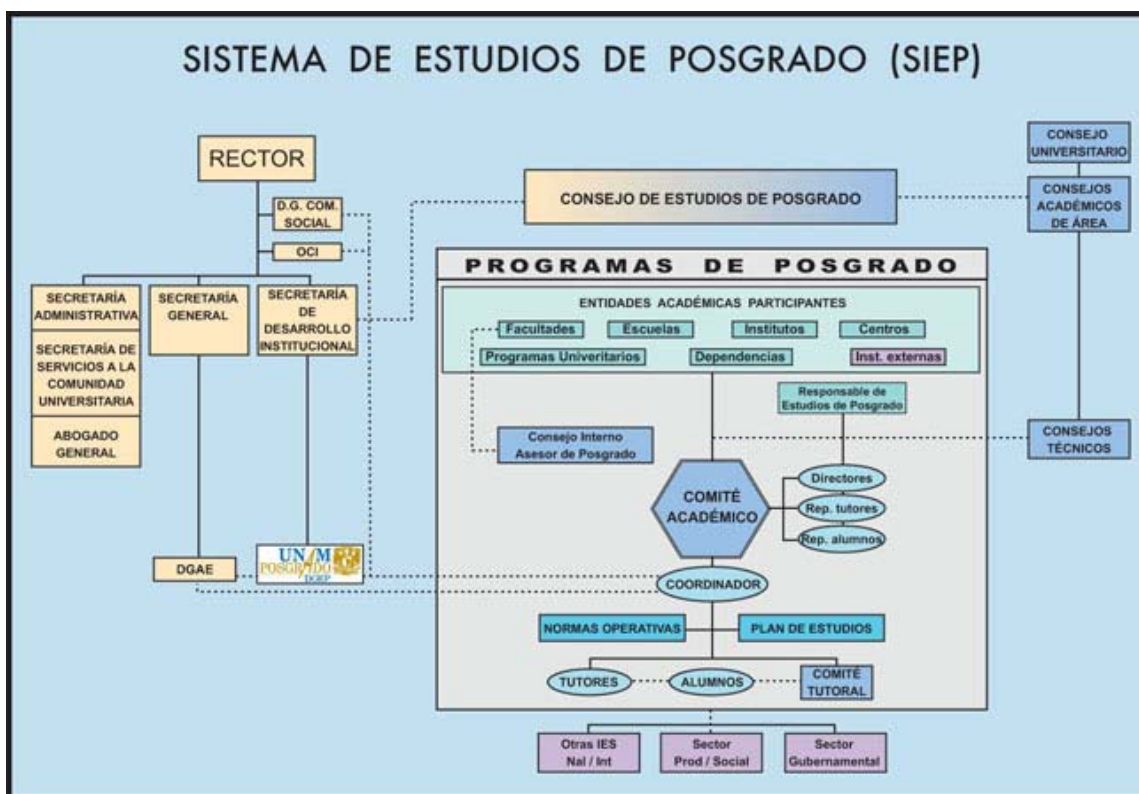 SISTEMA DE ESTUDIOS DE POSGRADO (SIEP)
RECTOR
D.G. COM.
SOCIAL
OCI
SECRETARÍA
ADMINISTRATIVA
SECRETARÍA DE
SERVICIOS A LA
COMUNIDAD
UNIVERSITARIA
ABOGADO
GENERAL
SECRETARÍA
GENERAL
SECRETARÍA
DE
DESARROLLO
INSTITUCIONAL
DGAE
UNAM
POSGRADO
DGEP
CONSEJO DE ESTUDIOS DE POSGRADO
CONSEJO
UNIVERSITARIO
CONSEJOS
ACADÉMICOS
DE ÁREA
CONSEJOS
TÉCNICOS
PROGRAMAS DE POSGRADO
ENTIDADES ACADÉMICAS PARTICIPANTES
Facultades
Escuelas
Institutos
Centros
Programas Univeritarios
Dependencias
Inst. externas
Responsable de
Estudios de Posgrado
Consejo Interno
Asesor de Posgrado
COMITÉ
ACADÉMICO
Directores
Rep. tutores
Rep. alumnos
COORDINADOR
NORMAS OPERATIVAS
PLAN DE ESTUDIOS
TUTORES
ALUMNOS
COMITÉ
TUTORAL
Otras IES
Nal / Int
Sector
Prod / Social
Sector
Gubernamental